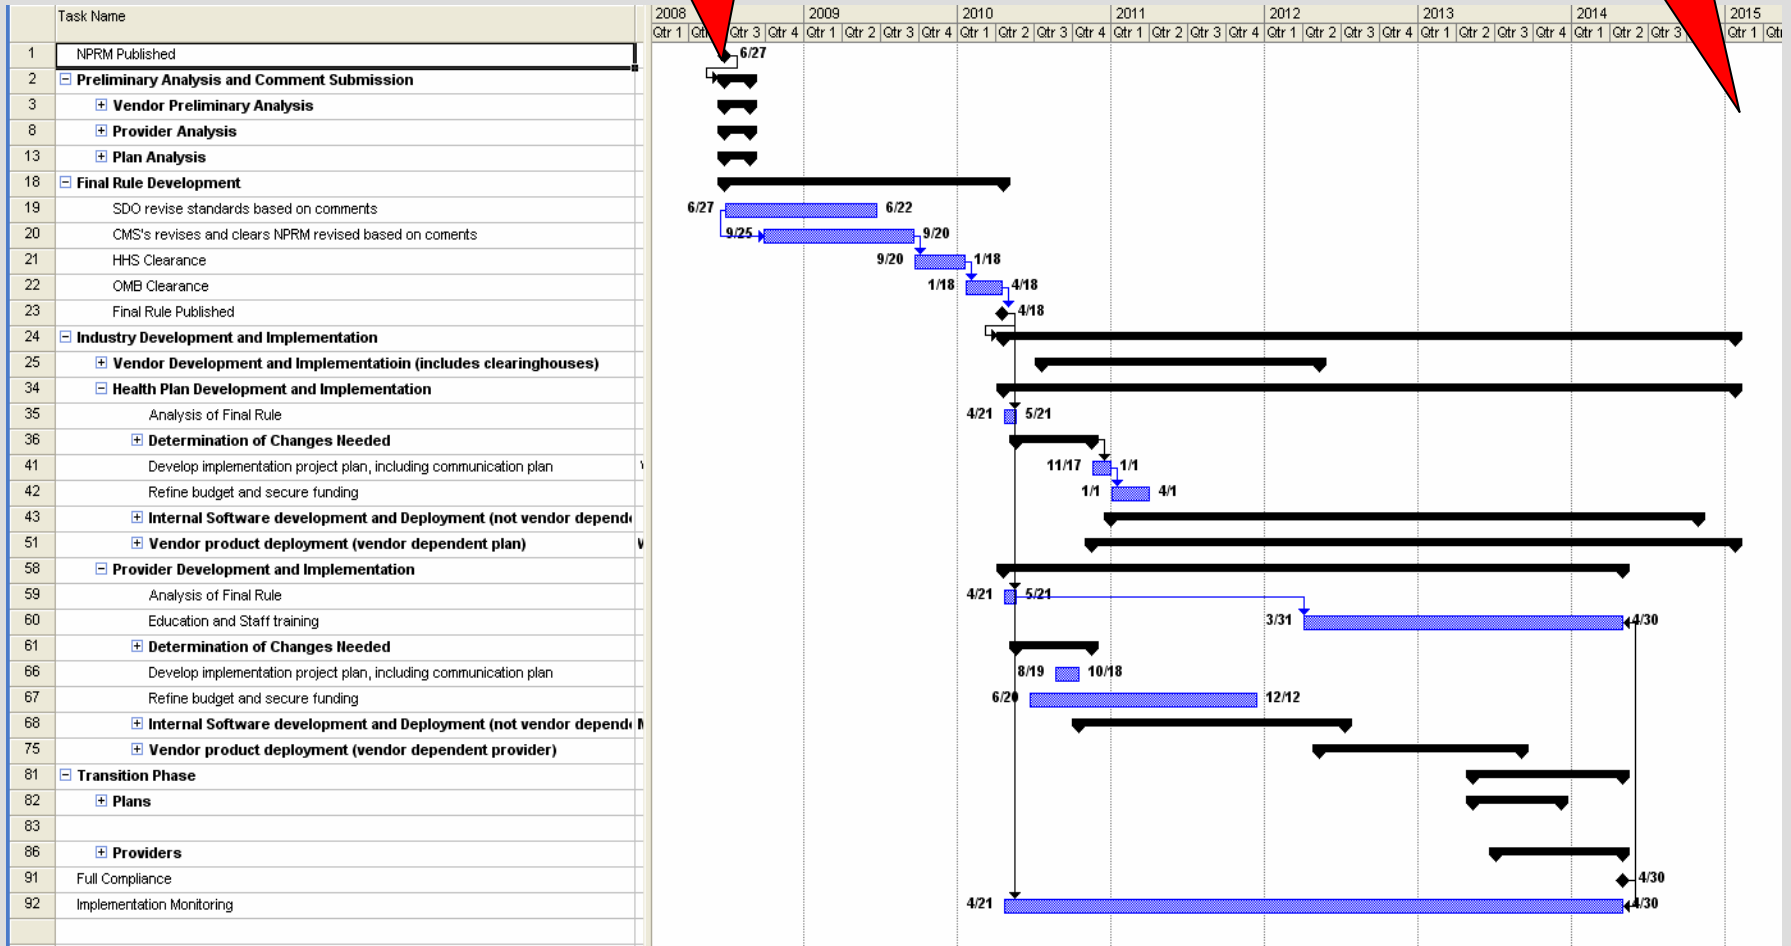 Task Name 2008 2009 2010 2011 2012 2013 2014 2015
Qtr 1 Qtr 3 Qtr 4 Qtr 1 Qtr 2 Qtr 3 Qtr 4 Qtr 1 Qtr 2 Qtr 3 Qtr 4 Qtr 1 Qtr 2 Qtr 3 Qtr 4 Qtr 1 Qtr 2 Qtr 3 Qtr 4 Qtr 1 Qtr 2 Qtr 3 Qtr 4 Qtr 1 Qtr 2 Qtr 3 Qtr 1
1 NPRM Published 6/27
2 Preliminary Analysis and Comment Submission
3 Vendor Preliminary Analysis
8 Provider Analysis
13 Plan Analysis
18 Final Rule Development
19 SDO revise standards based on comments 6/27 6/22
20 CMS's revises and clears NPRM revised based on coments 9/25 9/20
21 HHS Clearance 9/20 1/18
22 OMB Clearance 1/18 4/18
23 Final Rule Published 4/18
24 Industry Development and Implementation
25 Vendor Development and Implementatioin (includes clearinghouses)
34 Health Plan Development and Implementation
35 Analysis of Final Rule 4/21 5/21
36 Determination of Changes Needed
41 Develop implementation project plan, including communication plan 11/17 1/1
42 Refine budget and secure funding 1/1 4/1
43 Internal Software development and Deployment (not vendor depend
51 Vendor product deployment (vendor dependent plan)
58 Provider Development and Implementation
59 Analysis of Final Rule 4/21 5/21
60 Education and Staff training 3/31 4/30
61 Determination of Changes Needed
66 Develop implementation project plan, including communication plan 8/19 10/18
67 Refine budget and secure funding 6/20 12/12
68 Internal Software development and Deployment (not vendor depend
75 Vendor product deployment (vendor dependent provider)
81 Transition Phase
82 Plans
83
86 Providers
91 Full Compliance 4/30
92 Implementation Monitoring 4/21 4/30